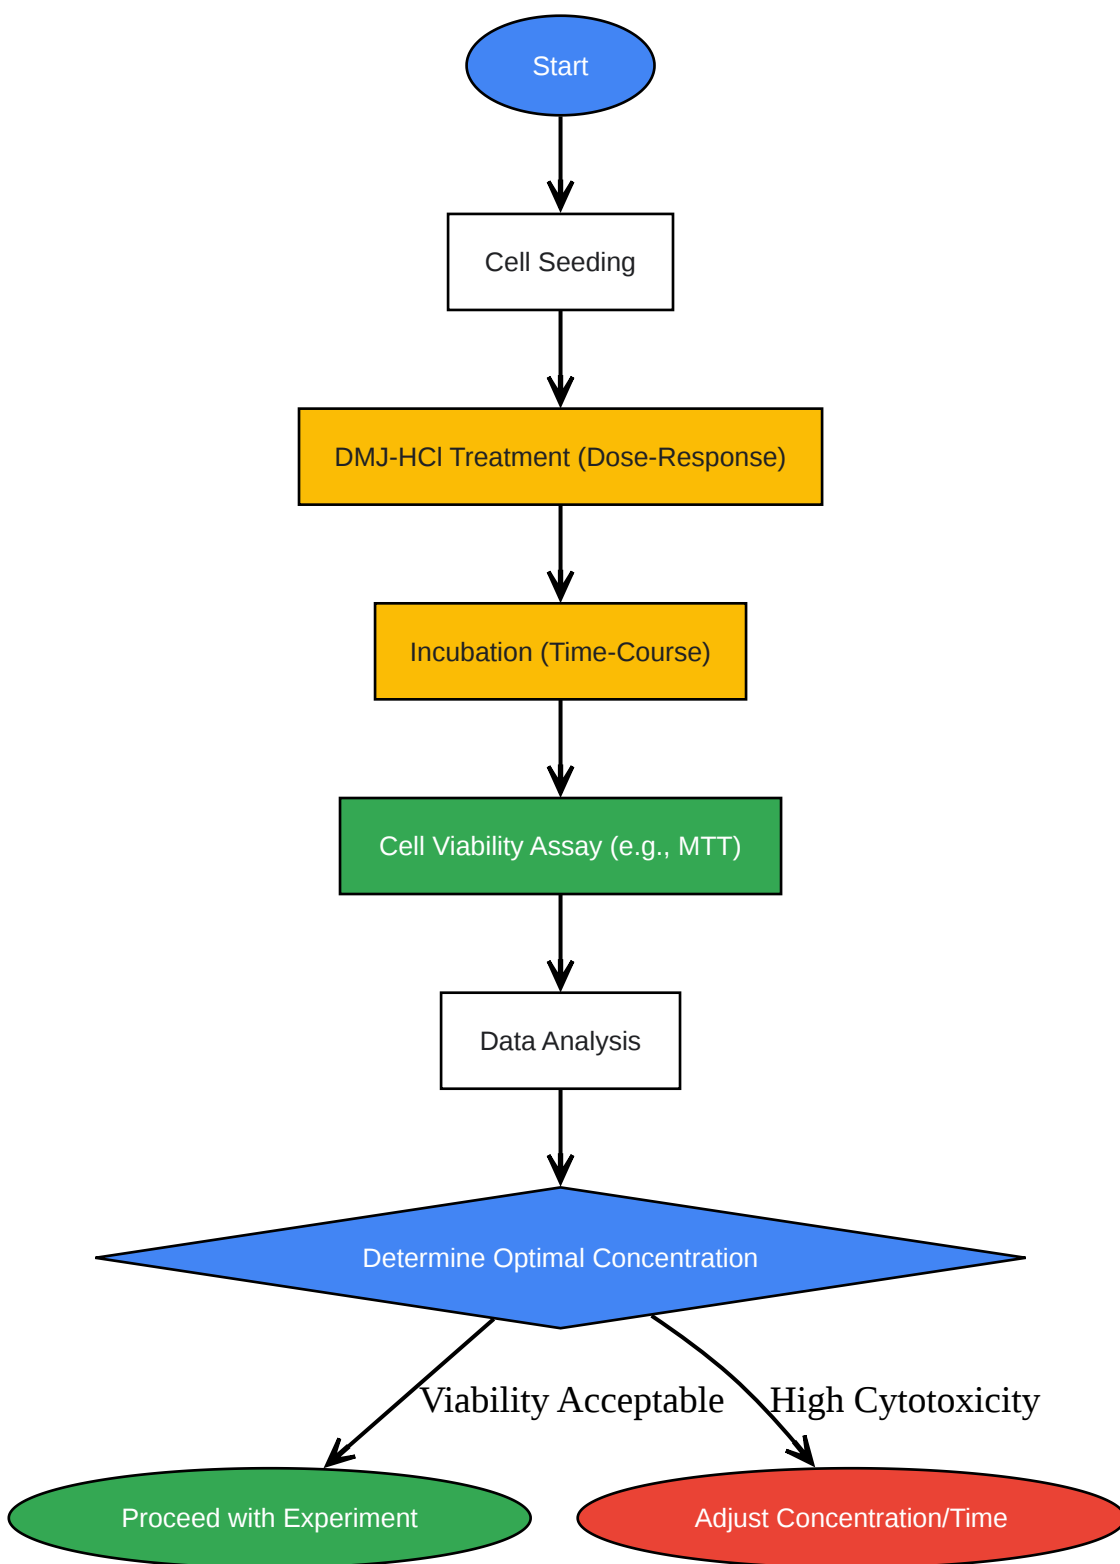 Start
Cell Seeding
DMJ-HCl Treatment (Dose-Response)
Incubation (Time-Course)
Cell Viability Assay (e.g., MTT)
Data Analysis
Determine Optimal Concentration
Viability Acceptable
High Cytotoxicity
Proceed with Experiment
Adjust Concentration/Time